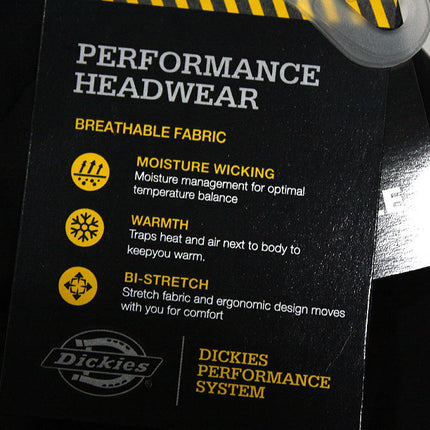 PERFORMANCE
HEADWEAR
BREATHABLE FABRIC
MOISTURE WICKING
Moisture management for optimal
temperature balance
WARMTH
Traps heat and air next to body to
keepyou warm.
BI-STRETCH
Stretch fabric and ergonomic design moves
with you for comfort
Dickies
®
DICKIES
PERFORMANCE
SYSTEM